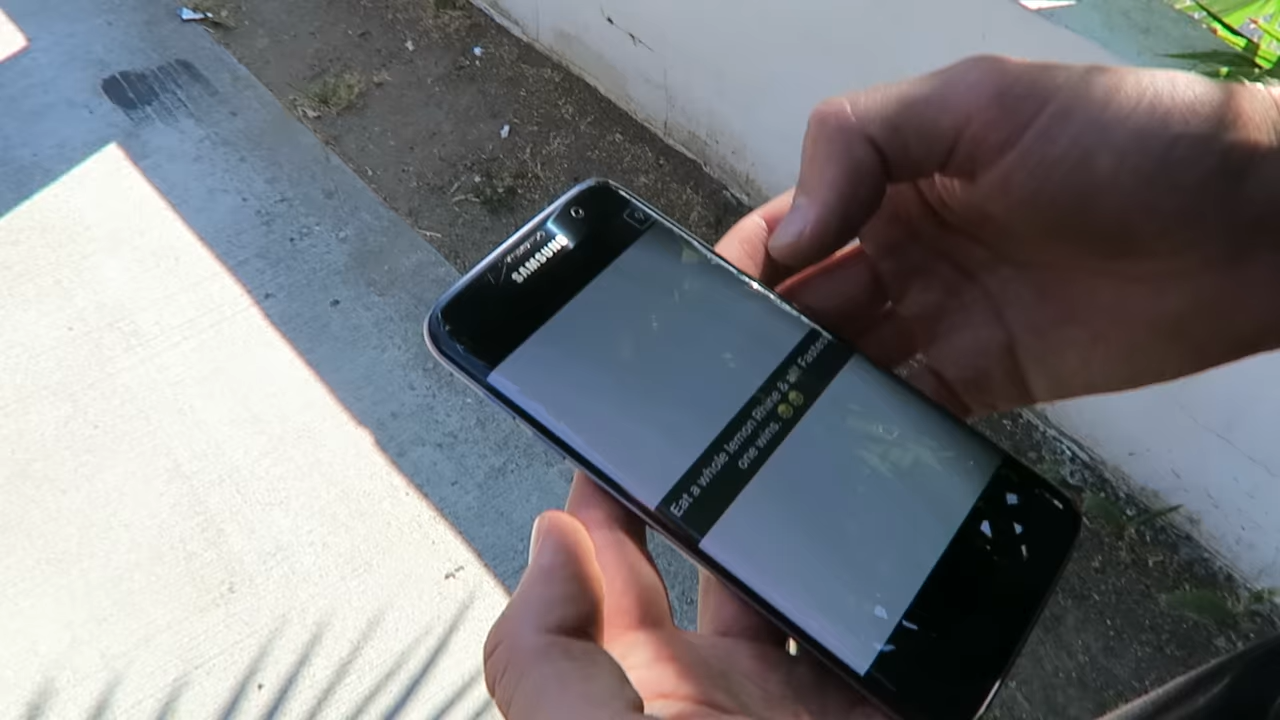 SAMSUNG
Eat a whole lemon Rhine & all! Fastest
one wins. 😂😂